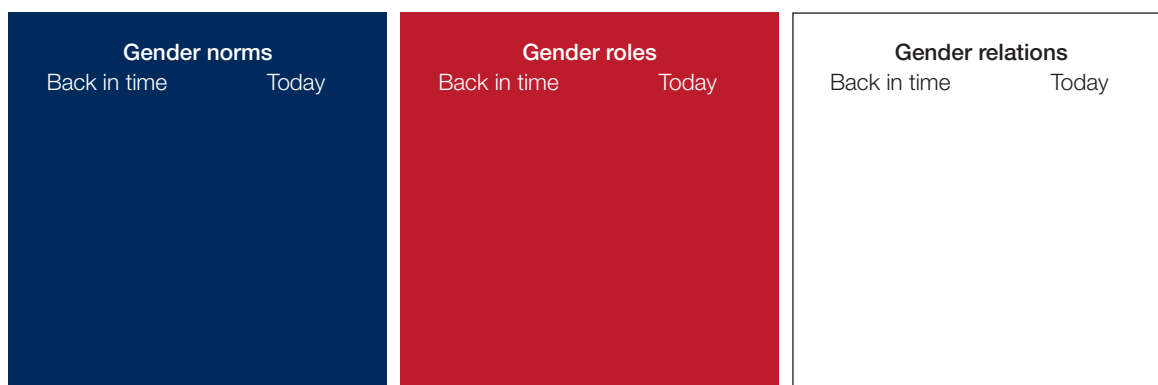 Gender norms
Back in time Today
Gender roles
Back in time Today
Gender relations
Back in time Today